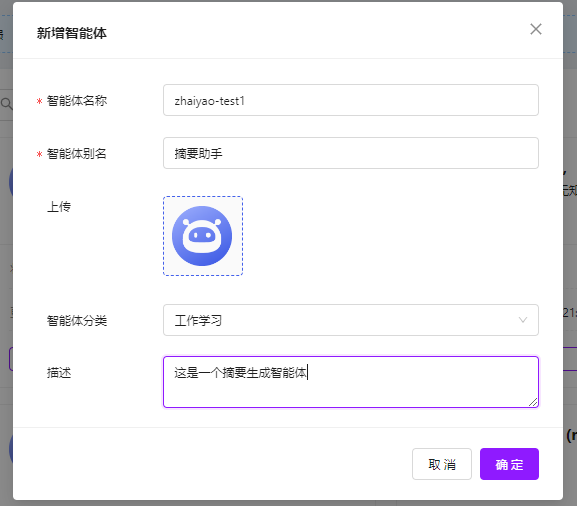 新增智能体
* 智能体名称 zhaiyao-test1
* 智能体别名 摘要助手
上传
智能体分类 工作学习
描述 这是一个摘要生成智能体
取消 确定